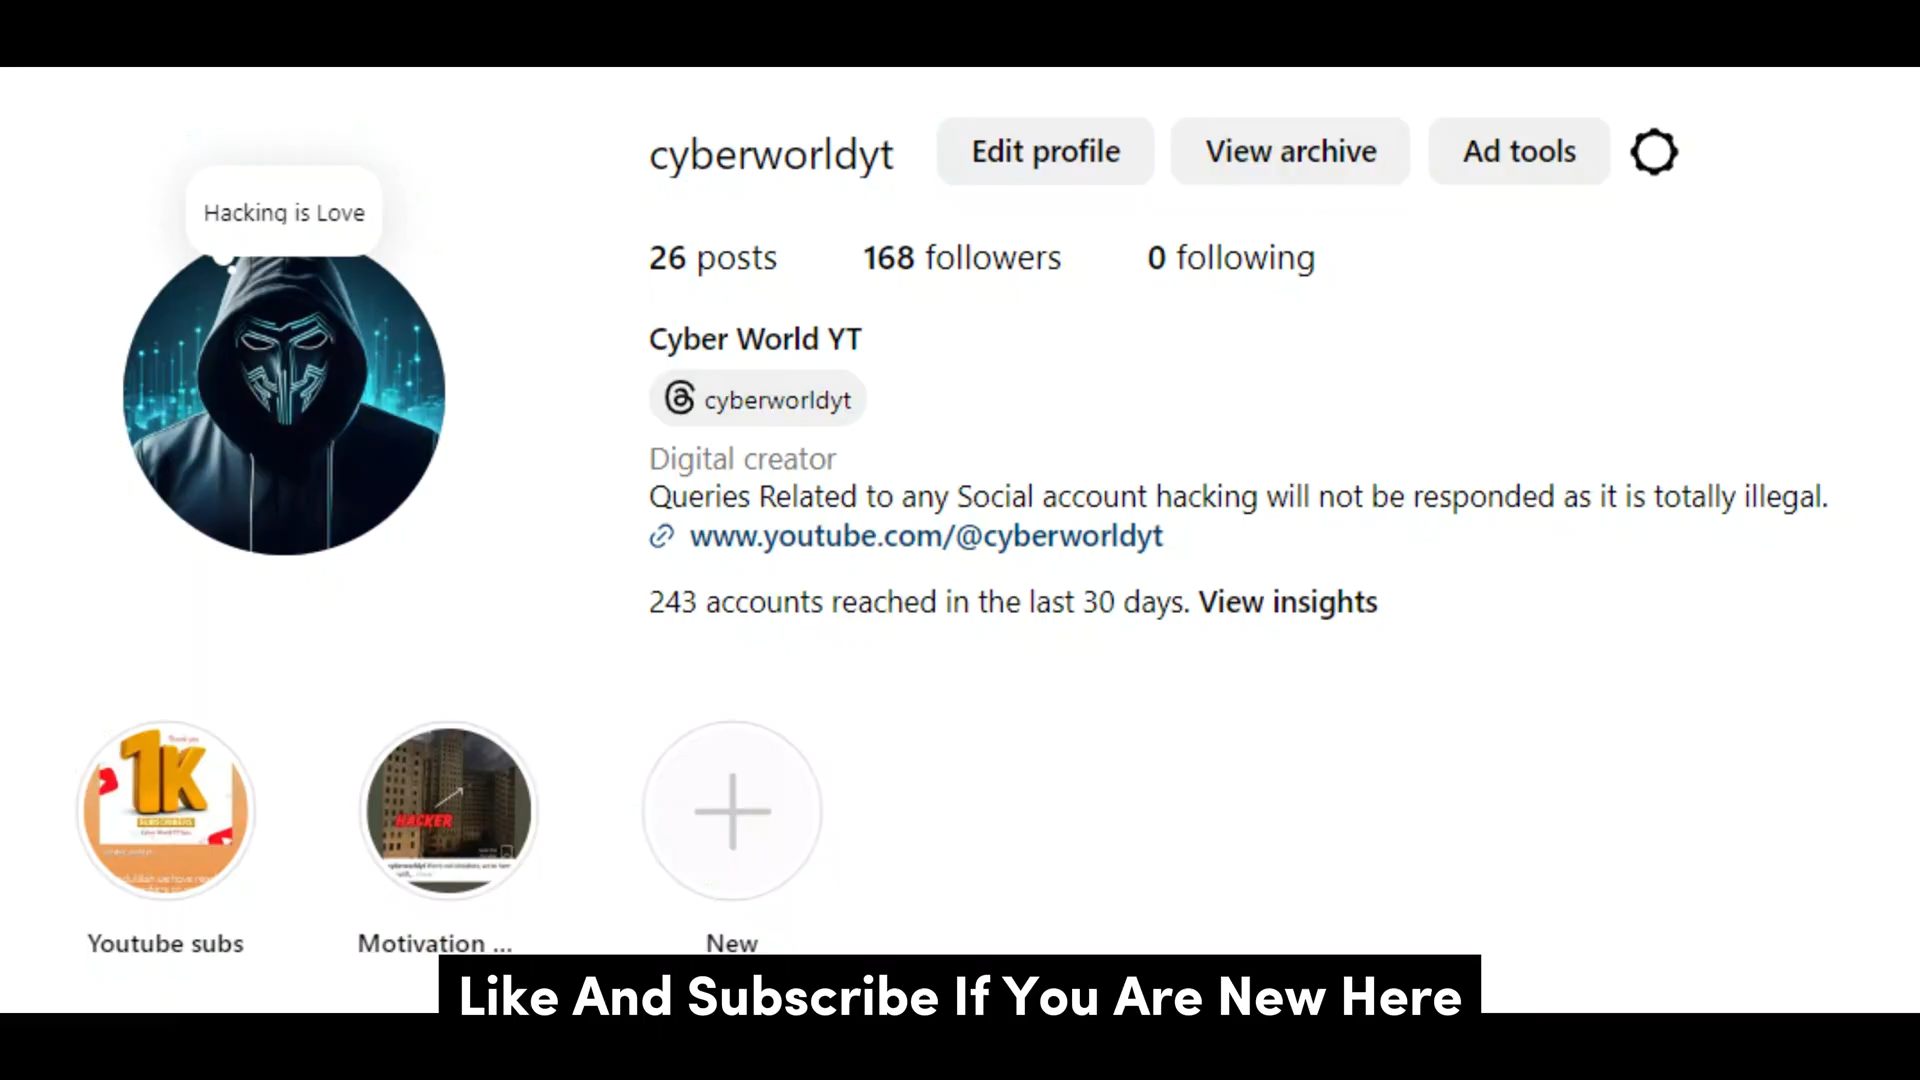 cyberworldyt
Edit profile
View archive
Ad tools
Hacking is Love
26 posts
168 followers
0 following
Cyber World YT
cyberworldyt
Digital creator
Queries Related to any Social account hacking will not be responded as it is totally illegal.
www.youtube.com/@cyberworldyt
243 accounts reached in the last 30 days. View insights
Thank you
1K
SUBSCRIBERS
HACKER
Youtube subs
Motivation ...
New
Like And Subscribe If You Are New Here